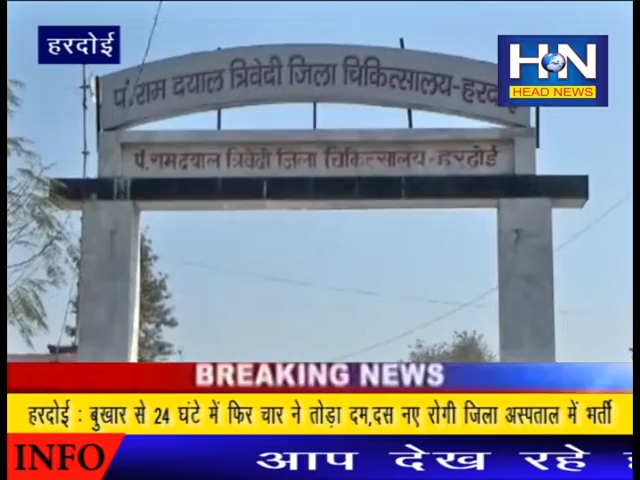 हरदोई
HN
HEAD NEWS
पं.राम दयाल त्रिवेदी जिला चिकित्सालय-हरदोई
पं.रामदयाल त्रिवेदी जिला चिकित्सालय-हरदोई
BREAKING NEWS
हरदोई : बुखार से 24 घंटे में फिर चार ने तोड़ा दम,दस नए रोगी जिला अस्पताल में भर्ती
INFO
आप देख रहे